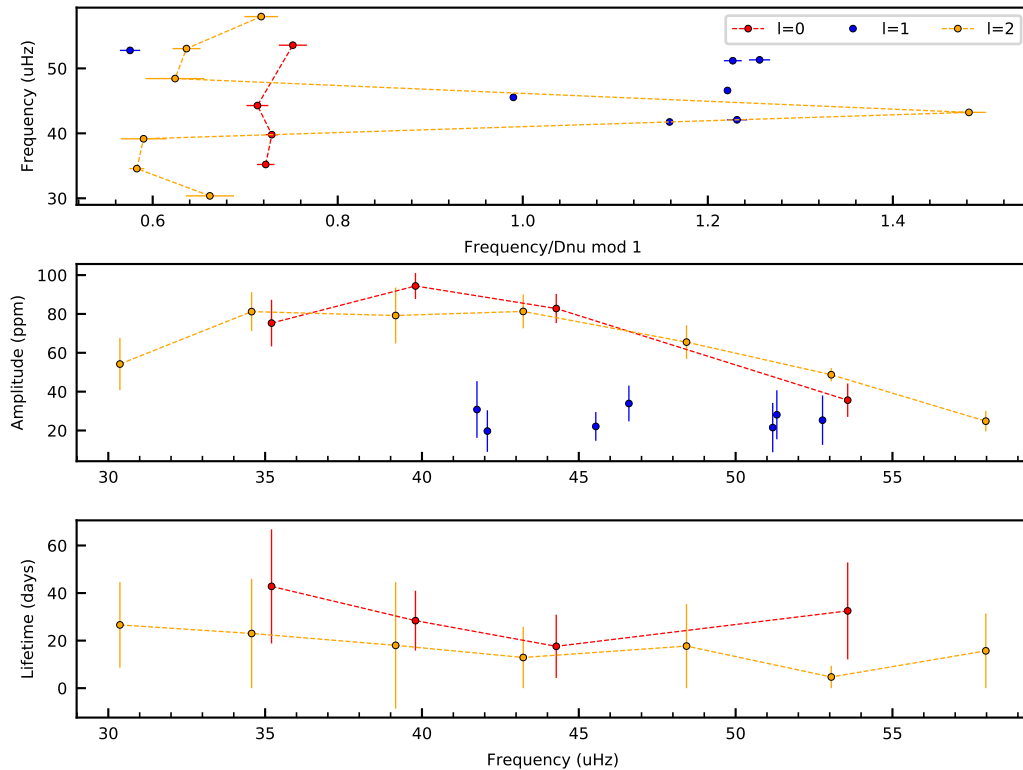 l=0 l=1 l=2
Frequency (uHz)
50
40
30
0.6 0.8 1.0 1.2 1.4
Frequency/Dnu mod 1
Amplitude (ppm)
100
80
60
40
20
30 35 40 45 50 55
Lifetime (days)
60
40
20
0
30 35 40 45 50 55
Frequency (uHz)